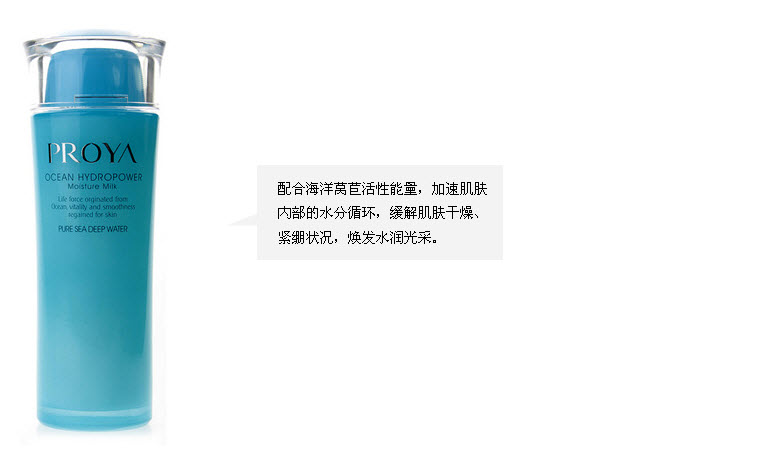 PROYA
OCEAN HYDROPOWER
Moisture Milk
Life force orginated from
Ocean, vitality and smoothness
regained for skin
PURE SEA DEEP WATER
配合海洋莴苣活性能量，加速肌肤
内部的水分循环，缓解肌肤干燥、
紧绷状况，焕发水润光采。